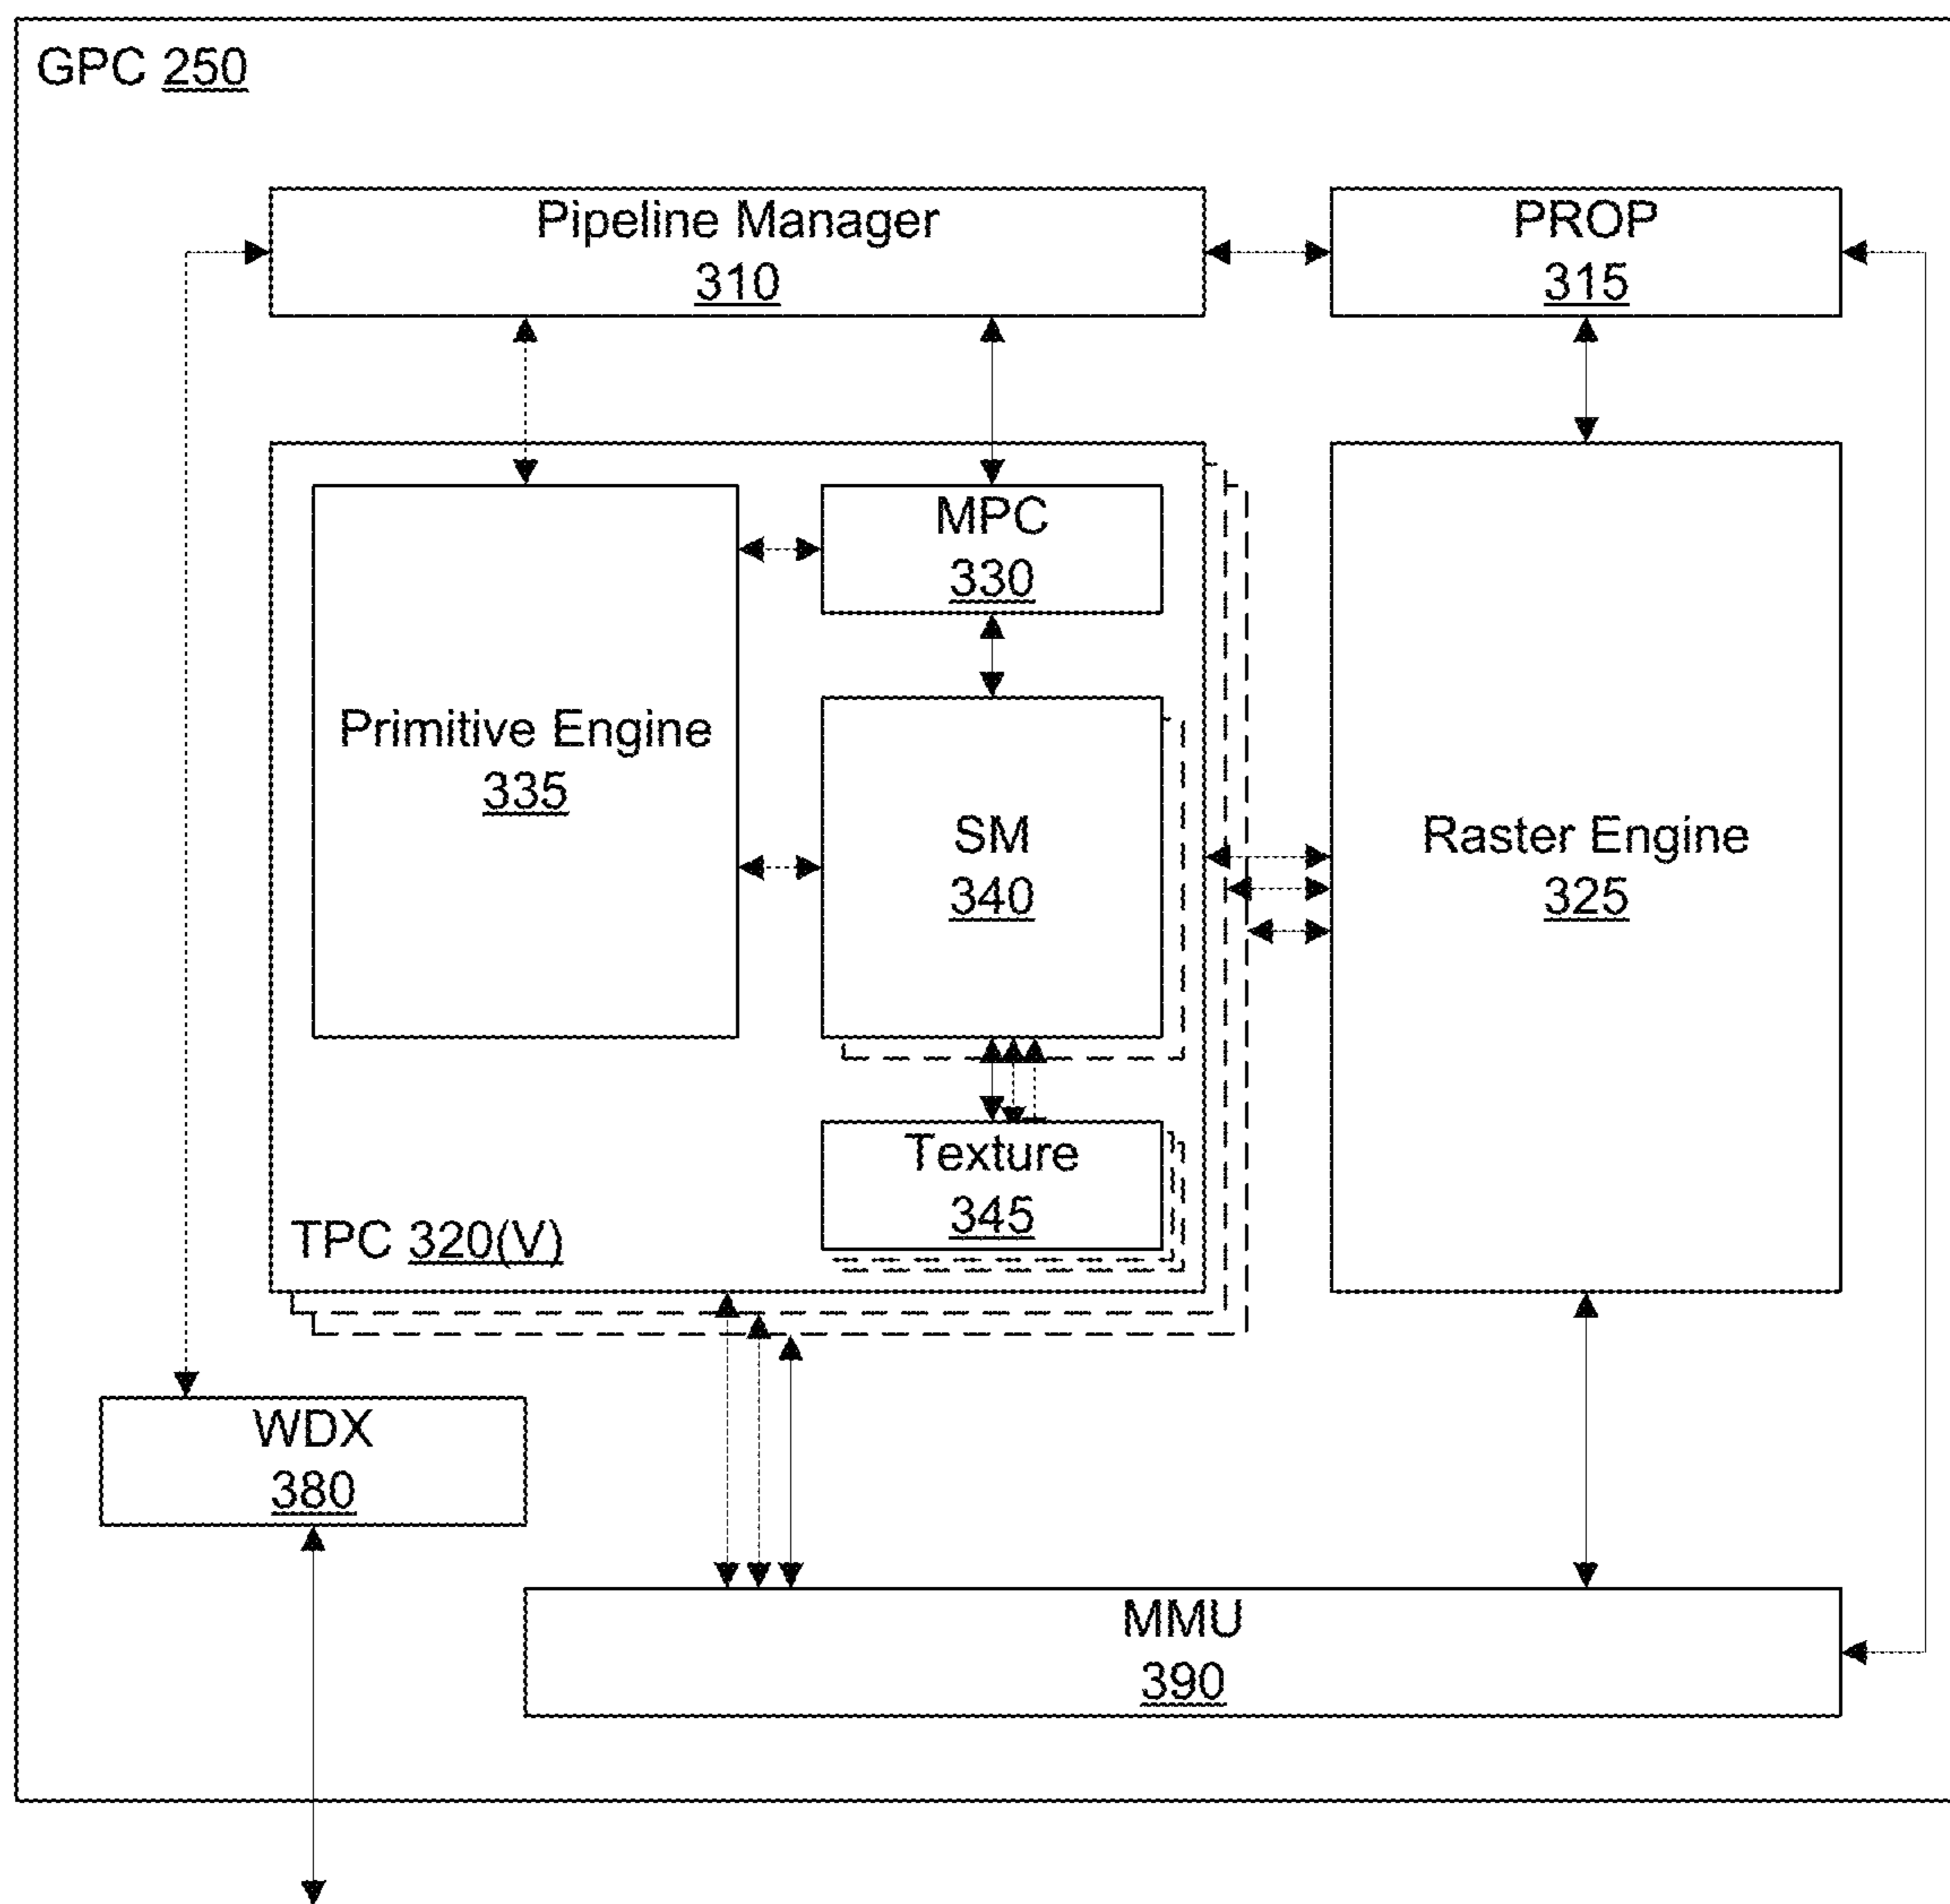 GPC 250
Pipeline Manager
310
PROP
315
MPC
330
Primitive Engine
335
SM
340
Raster Engine
325
Texture
345
TPC 320(V)
WDX
380
MMU
390